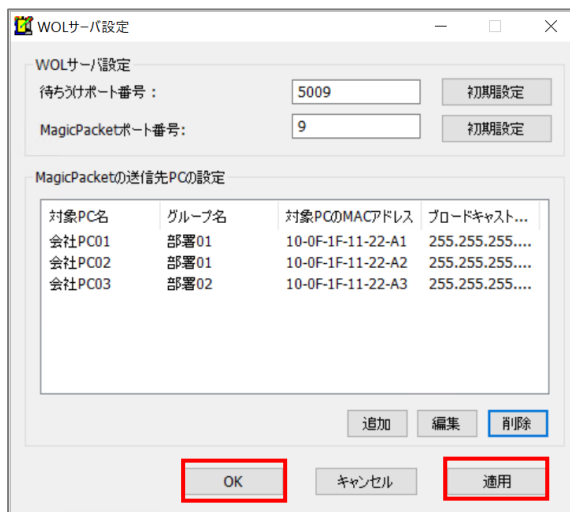 WOLサーバ設定
WOLサーバ設定
待ちうけポート番号： 5009 初期設定
MagicPacketポート番号： 9 初期設定
MagicPacketの送信先PCの設定
対象PC名 グループ名 対象PCのMACアドレス ブロードキャスト...
会社PC01 部署01 10-0F-1F-11-22-A1 255.255.255....
会社PC02 部署01 10-0F-1F-11-22-A2 255.255.255....
会社PC03 部署02 10-0F-1F-11-22-A3 255.255.255....
追加 編集 削除
OK キャンセル 適用